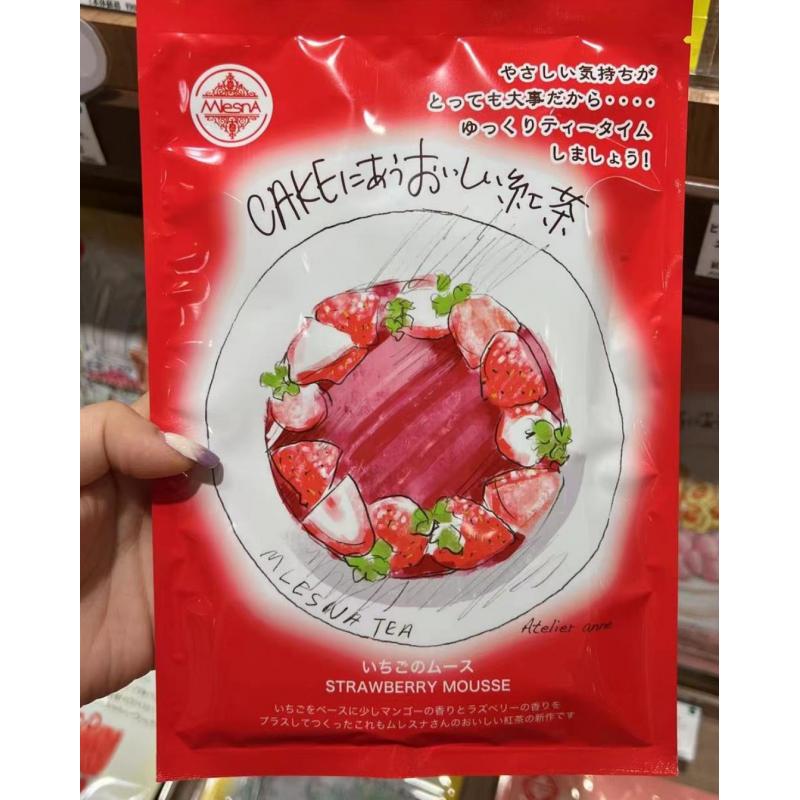 MlesnA
やさしい気持ちが
とっても大事だから・・・・
ゆっくりティータイム
しましょう!
CAKEにあうおいしい紅茶
MLESNA TEA
Atelier anne
いちごのムース
STRAWBERRY MOUSSE
いちごをベースに少しマンゴーの香りとラズベリーの香りを
プラスしてつくったこれもムレスナさんのおいしい紅茶の新作です